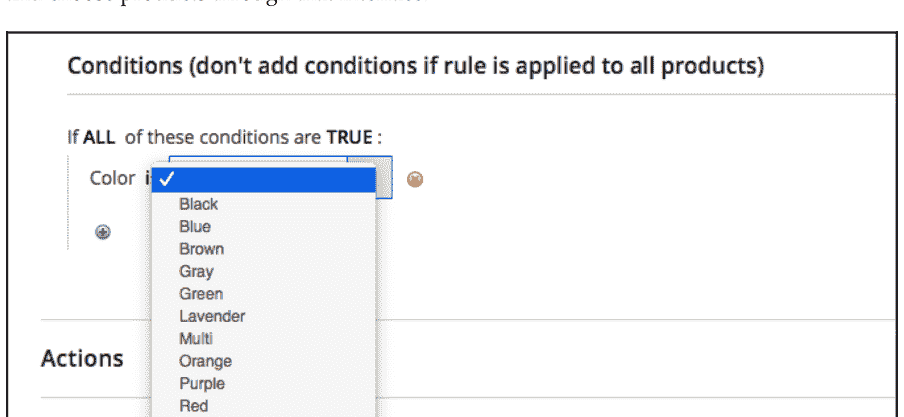 Conditions (don't add conditions if rule is applied to all products)
If ALL of these conditions are TRUE :
Color
Black
Blue
Brown
Gray
Green
Lavender
Multi
Orange
Actions
Purple
Red